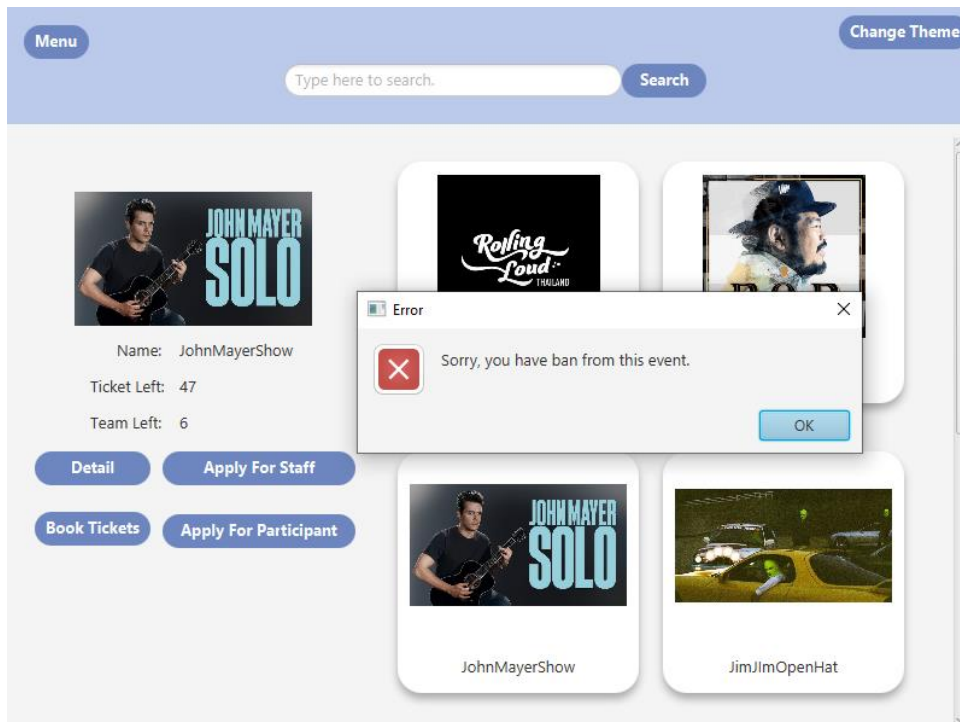 Menu
Change Theme
Type here to search.
Search
JOHN MAYER
SOLO
Name: JohnMayerShow
Ticket Left: 47
Team Left: 6
Detail
Apply For Staff
Book Tickets
Apply For Participant
Rolling
Loud
THAILAND
Error
Sorry, you have ban from this event.
OK
JOHN MAYER
SOLO
JohnMayerShow
JimJImOpenHat